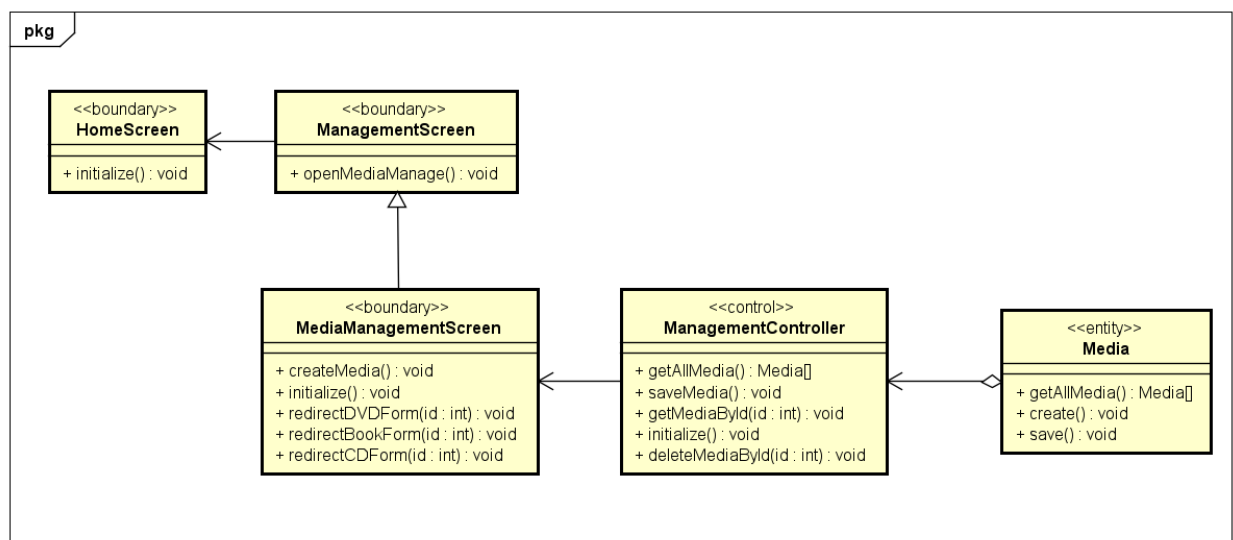 pkg
<<boundary>>
HomeScreen
+ initialize() : void
<<boundary>>
ManagementScreen
+ openMediaManage() : void
<<boundary>>
MediaManagementScreen
+ createMedia() : void
+ initialize() : void
+ redirectDVDForm(id : int) : void
+ redirectBookForm(id : int) : void
+ redirectCDForm(id : int) : void
<<control>>
ManagementController
+ getAllMedia() : Media[]
+ saveMedia() : void
+ getMediaById(id : int) : void
+ initialize() : void
+ deleteMediaById(id : int) : void
<<entity>>
Media
+ getAllMedia() : Media[]
+ create() : void
+ save() : void